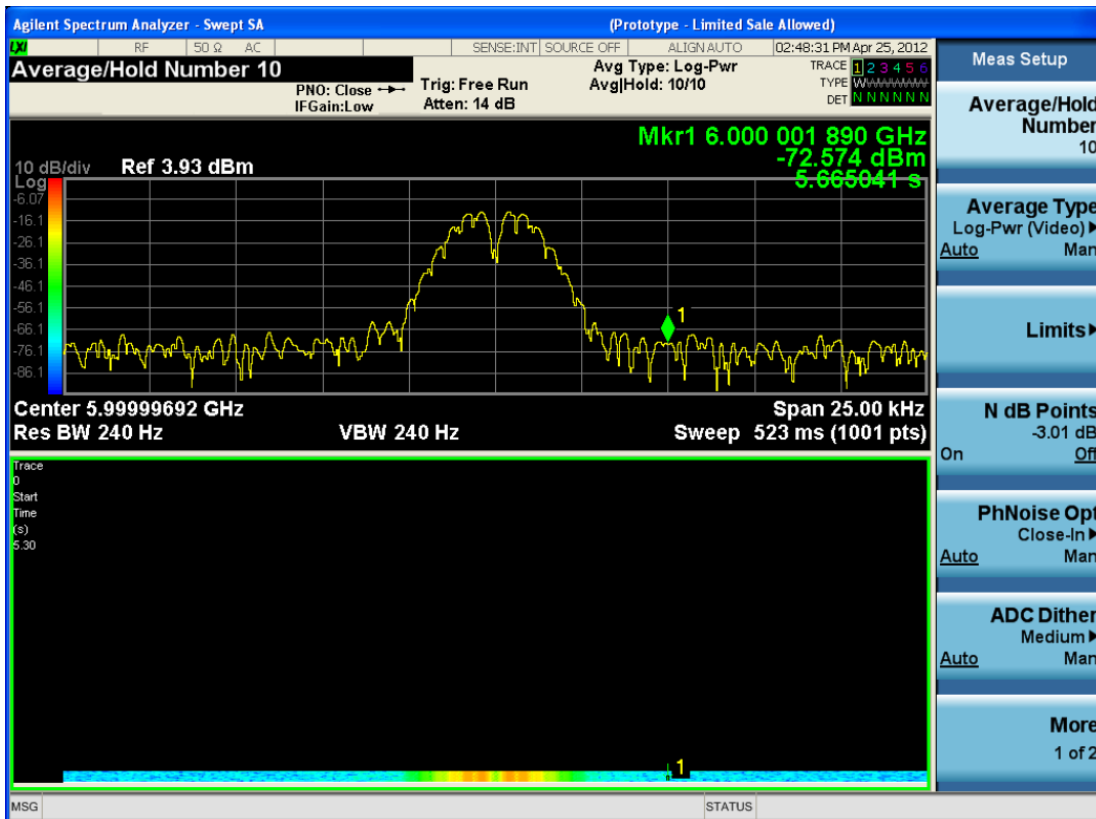 Agilent Spectrum Analyzer - Swept SA (Prototype - Limited Sale Allowed)
LXI RF 50 Ω AC SENSE:INT SOURCE OFF ALIGN AUTO 02:48:31 PM Apr 25, 2012
Average/Hold Number 10
PNO: Close
IFGain:Low
Trig: Free Run
Atten: 14 dB
Avg Type: Log-Pwr
Avg|Hold: 10/10
TRACE 1 2 3 4 5 6
TYPE WWWWWW
DET N N N N N N
Mkr1 6.000 001 890 GHz
-72.574 dBm
5.665041 s
10 dB/div Ref 3.93 dBm
Log
-6.07
-16.1
-26.1
-36.1
-46.1
-56.1
-66.1
-76.1
-86.1
1
Center 5.99999692 GHz Span 25.00 kHz
Res BW 240 Hz VBW 240 Hz Sweep 523 ms (1001 pts)
Trace
0
Start
Time
(s)
5.30
1
MSG STATUS
Meas Setup
Average/Hold
Number
10
Average Type
Log-Pwr (Video)
Auto Man
Limits
N dB Points
-3.01 dB
On Off
PhNoise Opt
Close-In
Auto Man
ADC Dither
Medium
Auto Man
More
1 of 2